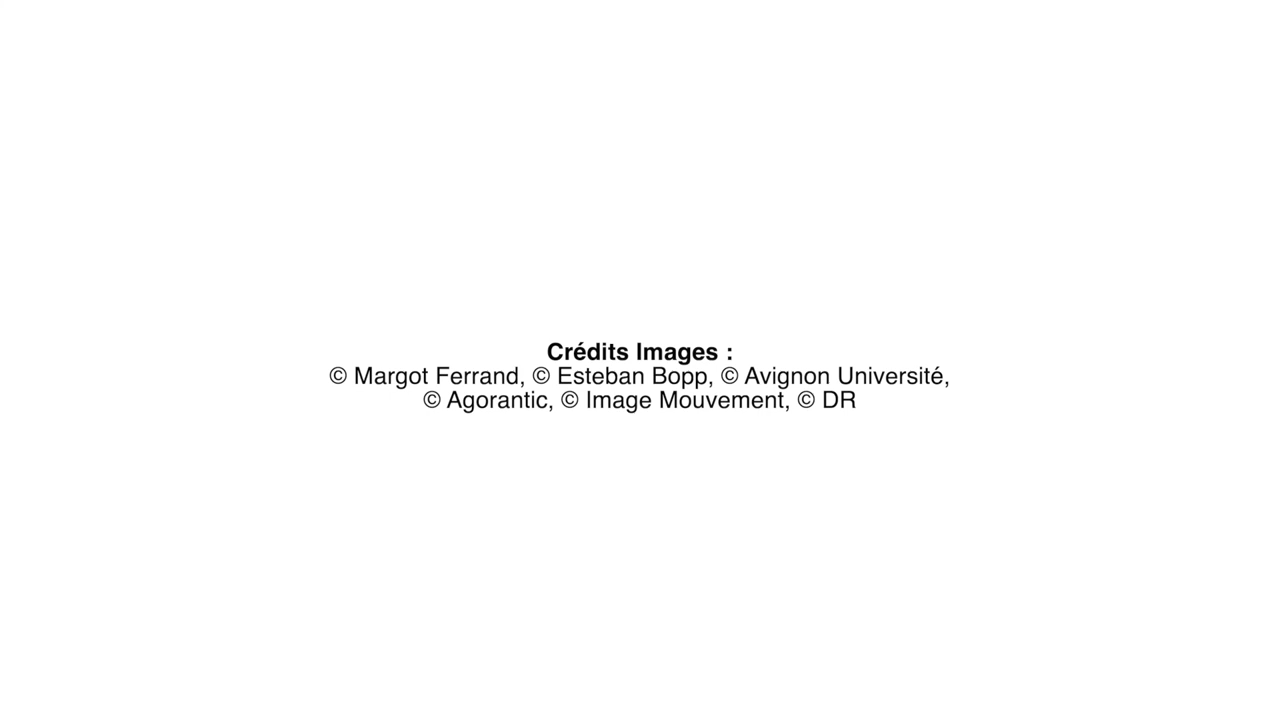 Crédits Images :
© Margot Ferrand, © Esteban Bopp, © Avignon Université,
© Agorantic, © Image Mouvement, © DR